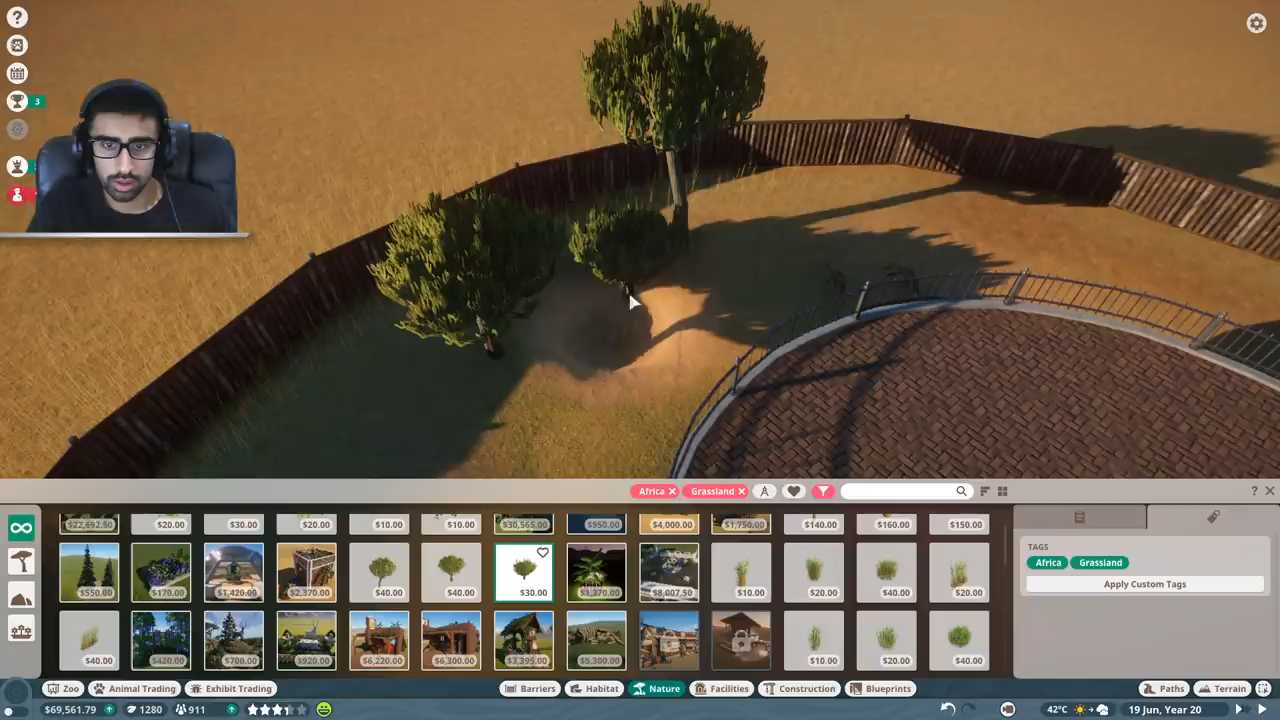 ?
3
Africa ✕ Grassland ✕
? ✕
$22,692.50 $20.00 $30.00 $20.00 $10.00 $10.00 $30,565.00 $950.00 $4,000.00 $1,750.00 $140.00 $160.00 $150.00
$550.00 $170.00 $1,420.00 $2,370.00 $40.00 $40.00 $30.00 $1,370.00 $8,007.50 $10.00 $20.00 $40.00 $20.00
$40.00 $420.00 $700.00 $920.00 $6,220.00 $6,300.00 $3,395.00 $5,300.00 $10.00 $20.00 $40.00
TAGS
Africa Grassland
Apply Custom Tags
Zoo Animal Trading Exhibit Trading Barriers Habitat Nature Facilities Construction Blueprints Paths Terrain
$69,561.79 1280 911 42°C 19 Jun, Year 20